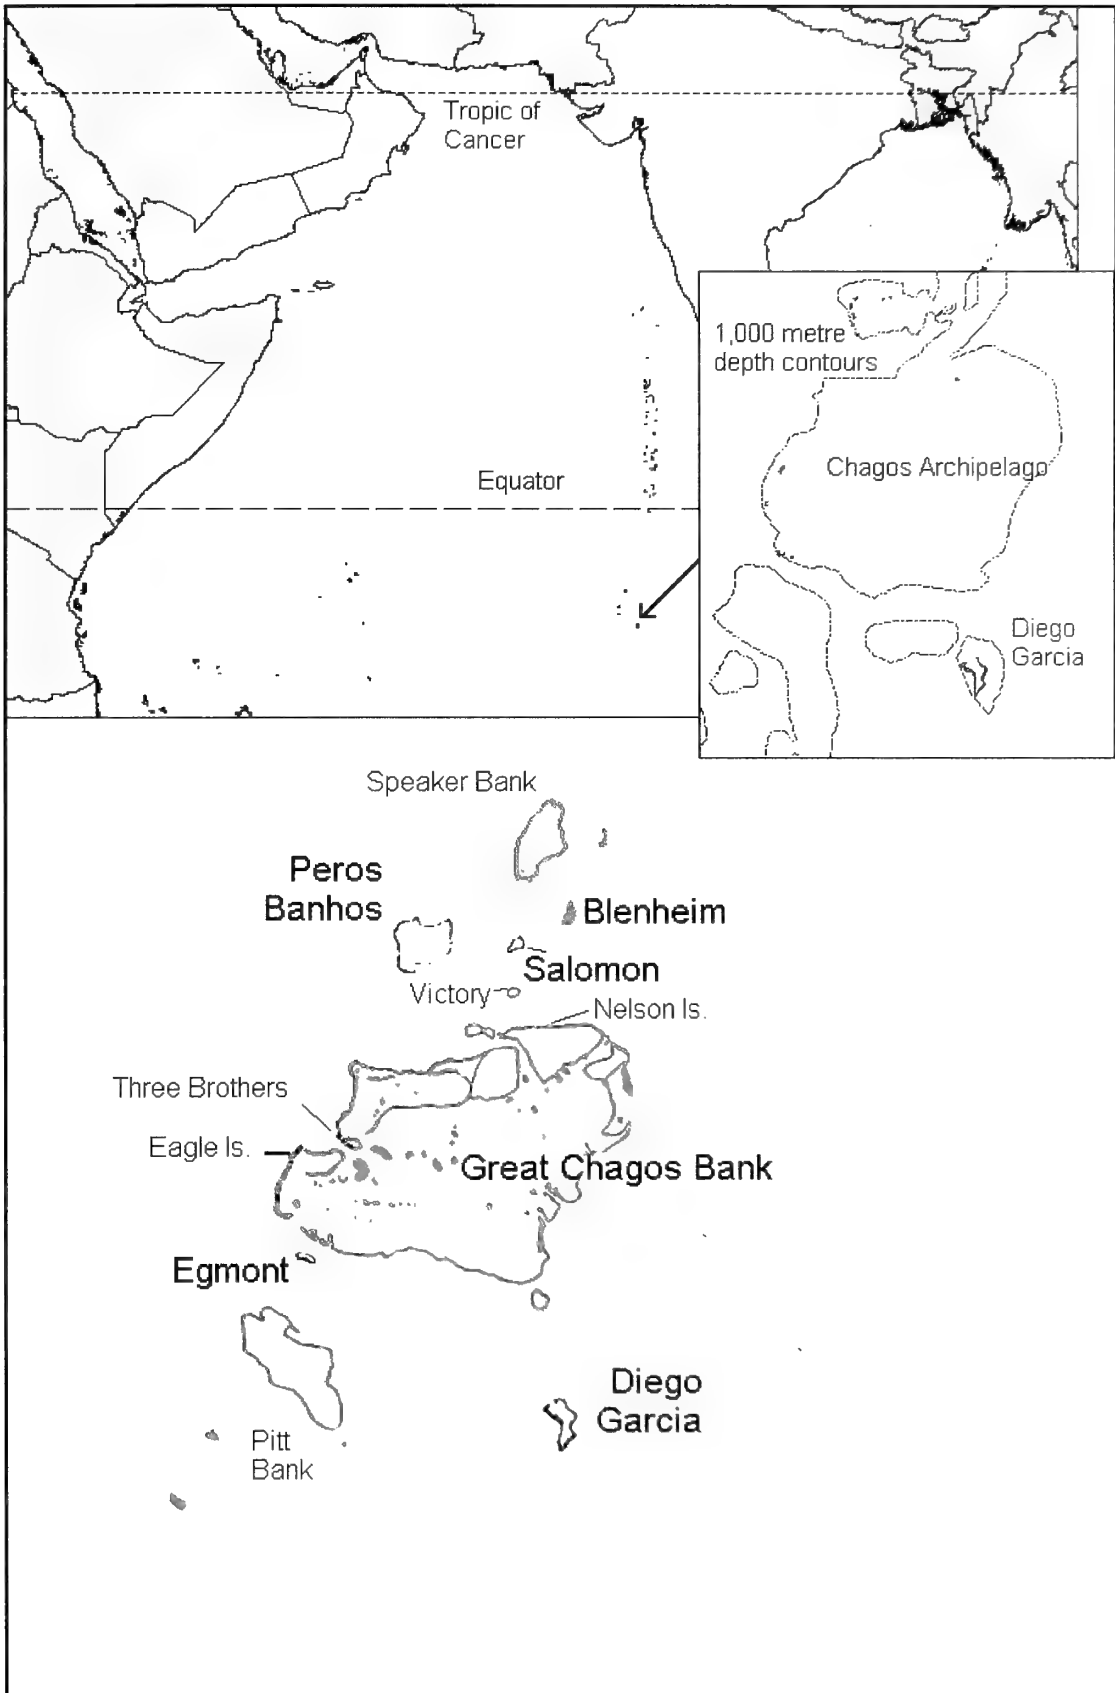 Tropic of
Cancer
1,000 metre
depth contours
Chagos Archipelago
Equator
Diego
Garcia
Speaker Bank
Peros
Banhos
Blenheim
Salomon
Victory
Nelson Is.
Three Brothers
Eagle Is.
Great Chagos Bank
Egmont
Diego
Garcia
Pitt
Bank